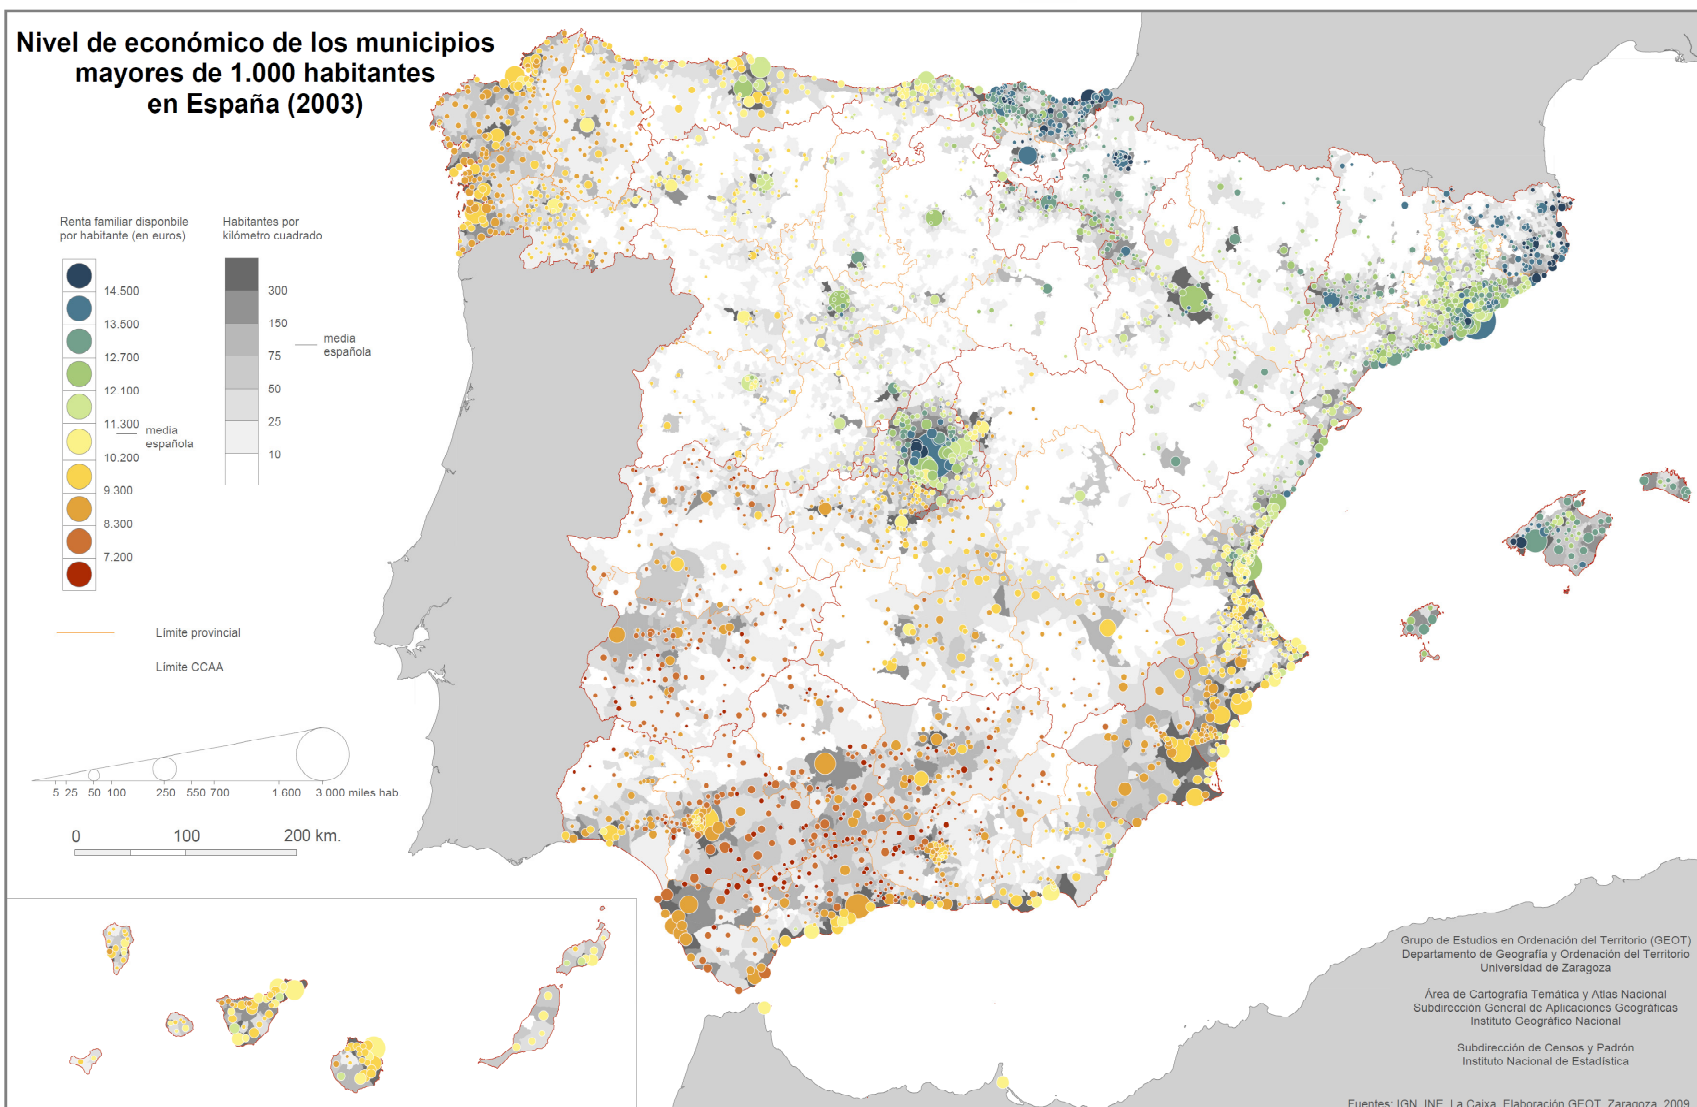 Nivel de económico de los municipios
mayores de 1.000 habitantes
en España (2003)
Renta familiar disponbile
por habitante (en euros)
14.500
13.500
12.700
12.100
11.300
media
española
10.200
9.300
8.300
7.200
Habitantes por
kilómetro cuadrado
300
150
75
50
25
10
media
española
Límite provincial
Límite CCAA
5 25 50 100 250 550 700 1 600 3 000 miles hab.
0 100 200 km.
Grupo de Estudios en Ordenación del Territorio (GEOT)
Departamento de Geografía y Ordenación del Territorio
Universidad de Zaragoza
Área de Cartografía Temática y Atlas Nacional
Subdirección General de Aplicaciones Geográficas
Instituto Geográfico Nacional
Subdirección de Censos y Padrón
Instituto Nacional de Estadística
Fuentes: IGN, INE, La Caixa. Elaboración GEOT. Zaragoza, 2009